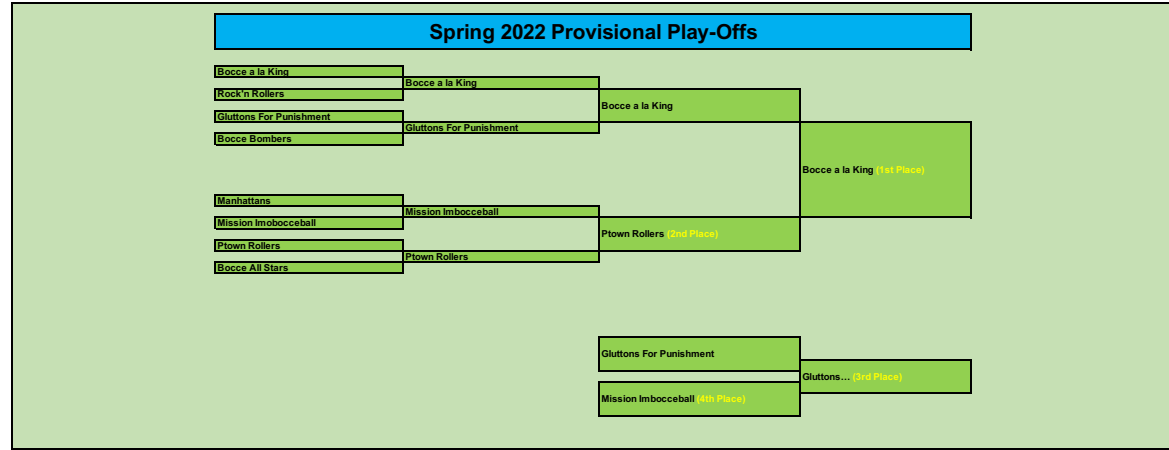 Spring 2022 Provisional Play-Offs
Bocce a la King
Rock'n Rollers
Gluttons For Punishment
Bocce Bombers
Manhattans
Mission Imobocceball
Ptown Rollers
Bocce All Stars
Bocce a la King
Gluttons For Punishment
Mission Imbocceball
Ptown Rollers
Bocce a la King
Ptown Rollers (2nd Place)
Bocce a la King (1st Place)
Gluttons For Punishment
Mission Imbocceball (4th Place)
Gluttons... (3rd Place)